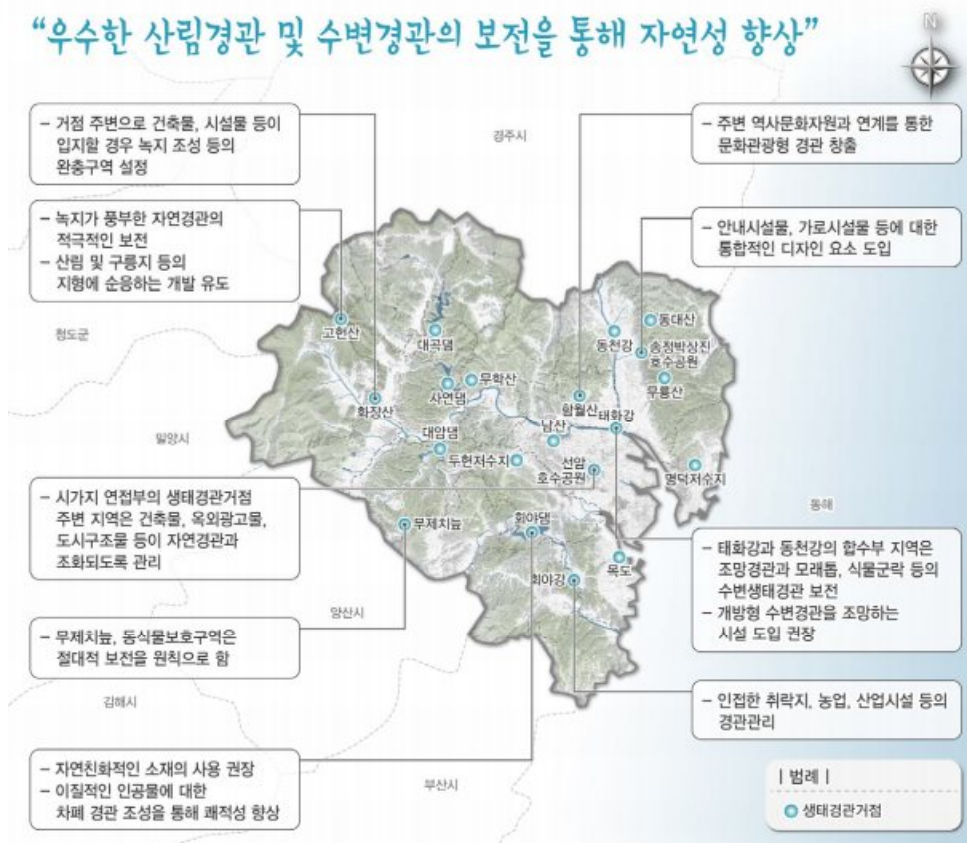 “우수한 산림경관 및 수변경관의 보전을 통해 자연성 향상”
N
– 거점 주변으로 건축물, 시설물 등이
입지할 경우 녹지 조성 등의
완충구역 설정
– 녹지가 풍부한 자연경관의
적극적인 보전
– 산림 및 구릉지 등의
지형에 순응하는 개발 유도
– 시가지 연접부의 생태경관거점
주변 지역은 건축물, 옥외광고물,
도시구조물 등이 자연경관과
조화되도록 관리
– 무제치늪, 동식물보호구역은
절대적 보전을 원칙으로 함
– 자연친화적인 소재의 사용 권장
– 이질적인 인공물에 대한
차폐 경관 조성을 통해 쾌적성 향상
– 주변 역사문화자원과 연계를 통한
문화관광형 경관 창출
– 안내시설물, 가로시설물 등에 대한
통합적인 디자인 요소 도입
– 태화강과 동천강의 합수부 지역은
조망경관과 모래톱, 식물군락 등의
수변생태경관 보전
– 개방형 수변경관을 조망하는
시설 도입 권장
– 인접한 취락지, 농업, 산업시설 등의
경관관리
경주시
청도군
밀양시
양산시
김해시
부산시
동해
고헌산
대곡댐
동천강
동대산
송정박상진
호수공원
무룡산
사연댐
무학산
화장산
함월산
태화강
남산
대암댐
두현저수지
선암
호수공원
명덕저수지
무제치늪
회야댐
회야강
목도
| 범례 |
생태경관거점